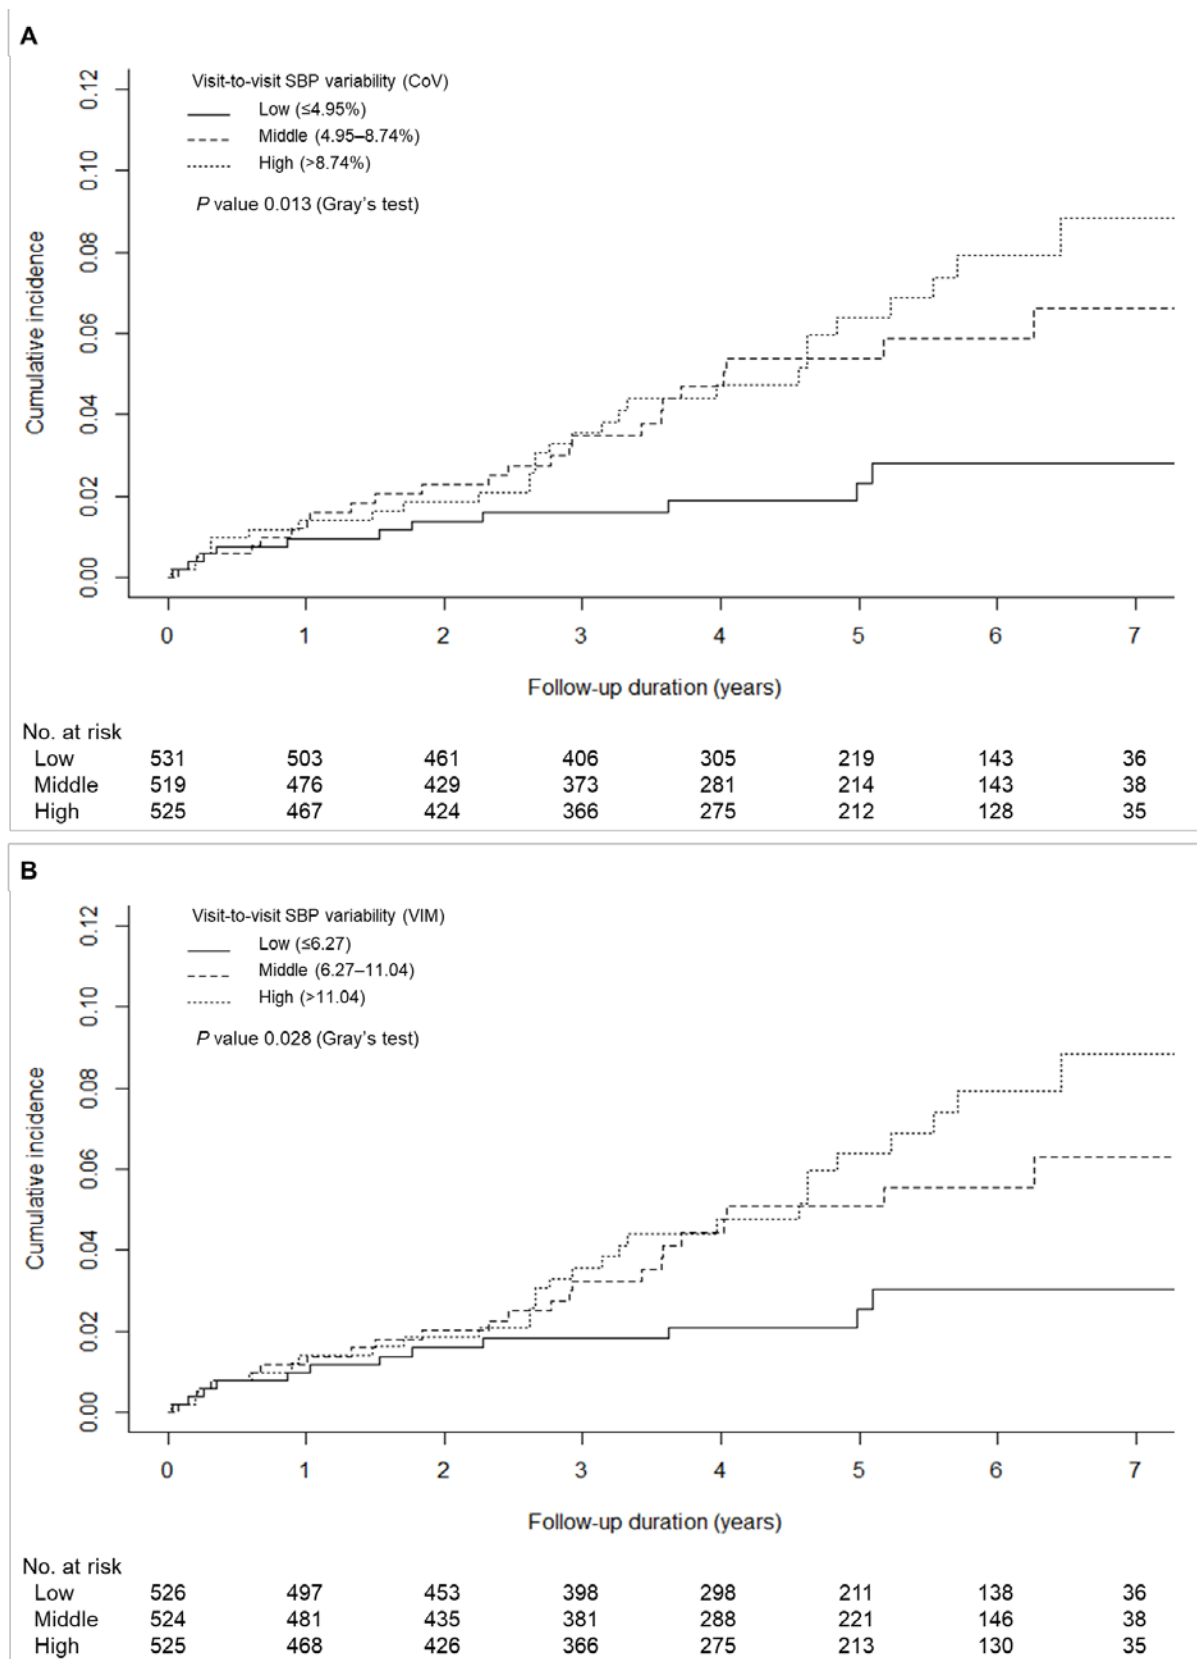 A
Visit-to-visit SBP variability (CoV)
Low (≤4.95%)
Middle (4.95–8.74%)
High (>8.74%)
P value 0.013 (Gray's test)
Cumulative incidence
0.12
0.10
0.08
0.06
0.04
0.02
0.00
0 1 2 3 4 5 6 7
Follow-up duration (years)
No. at risk
Low 531 503 461 406 305 219 143 36
Middle 519 476 429 373 281 214 143 38
High 525 467 424 366 275 212 128 35
B
Visit-to-visit SBP variability (VIM)
Low (≤6.27)
Middle (6.27–11.04)
High (>11.04)
P value 0.028 (Gray's test)
Cumulative incidence
0.12
0.10
0.08
0.06
0.04
0.02
0.00
0 1 2 3 4 5 6 7
Follow-up duration (years)
No. at risk
Low 526 497 453 398 298 211 138 36
Middle 524 481 435 381 288 221 146 38
High 525 468 426 366 275 213 130 35